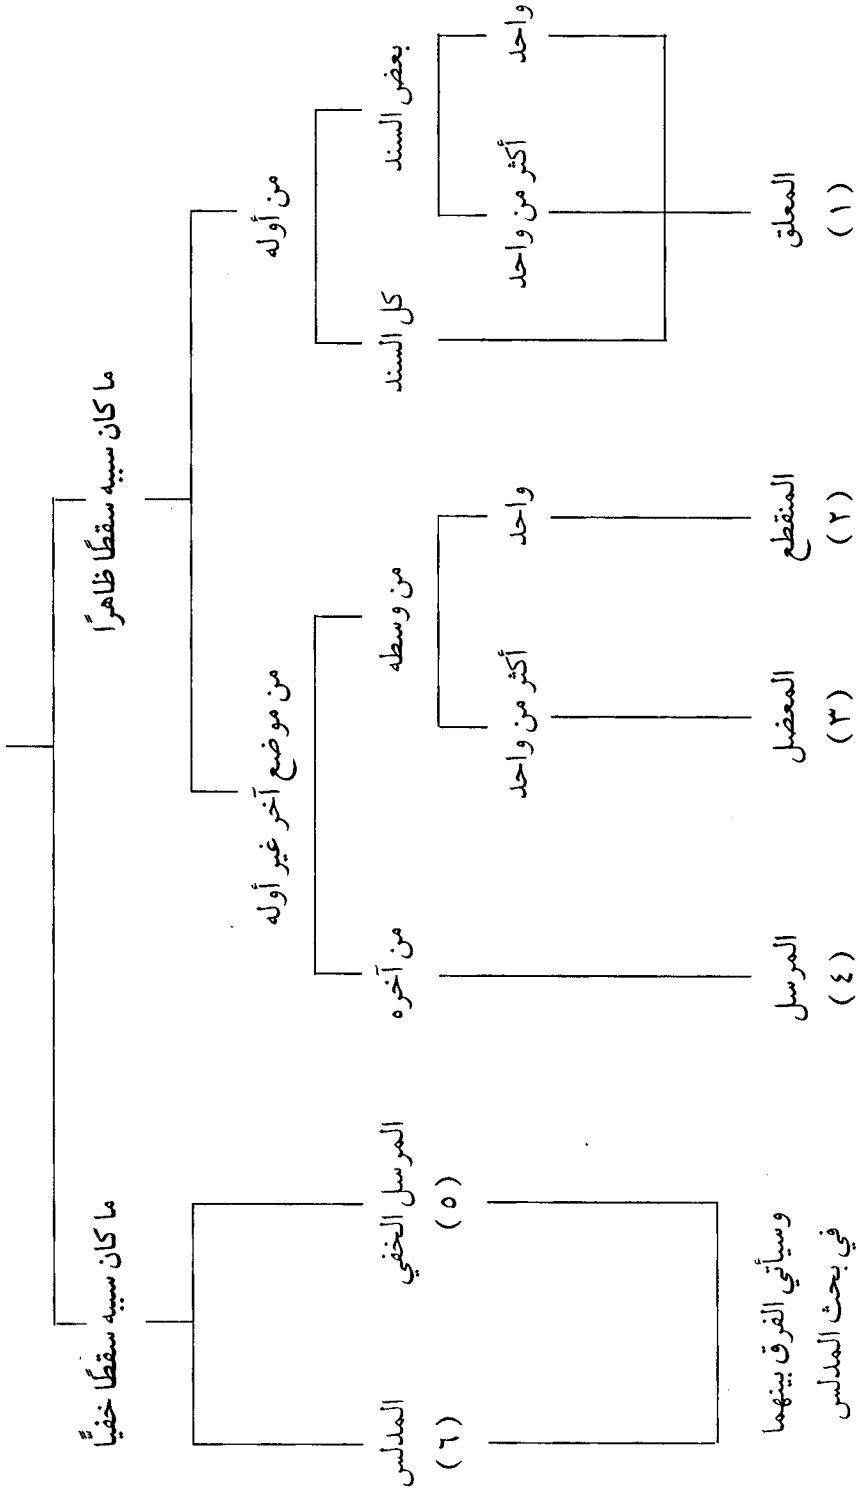 ما كان سببه سقطًا ظاهرًا
ما كان سببه سقطًا خفيًّا
من أوله
من موضع آخر غير أوله
بعض السند
كل السند
من وسطه
من آخره
المرسل الخفي
(٥)
المدلس
(٦)
واحد
أكثر من واحد
واحد
أكثر من واحد
المعلق
(١)
المنقطع
(٢)
المعضل
(٣)
المرسل
(٤)
وسيأتي الفرق بينهما
في بحث المدلس